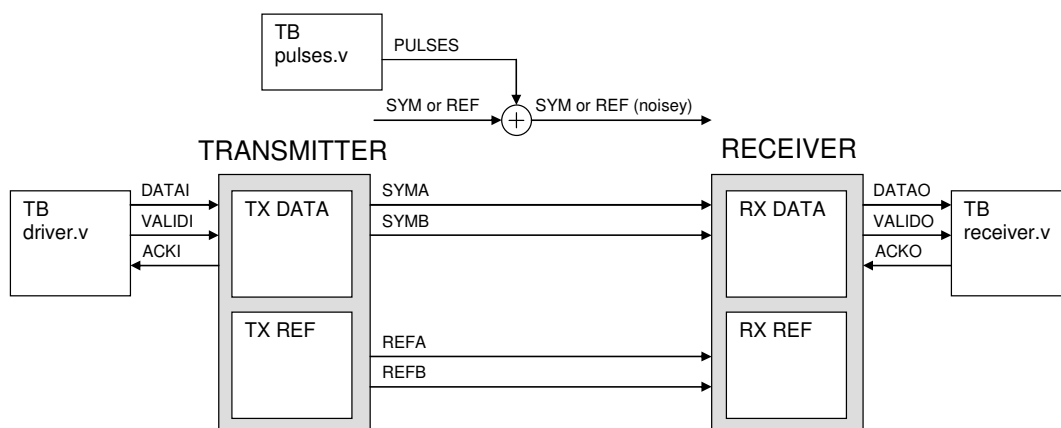 TB
pulses.v
PULSES
SYM or REF
SYM or REF (noisey)
TRANSMITTER
RECEIVER
TB
driver.v
DATAI
VALIDI
ACKI
TX DATA
SYMA
SYMB
RX DATA
DATAO
VALIDO
ACKO
TB
receiver.v
TX REF
REFA
REFB
RX REF